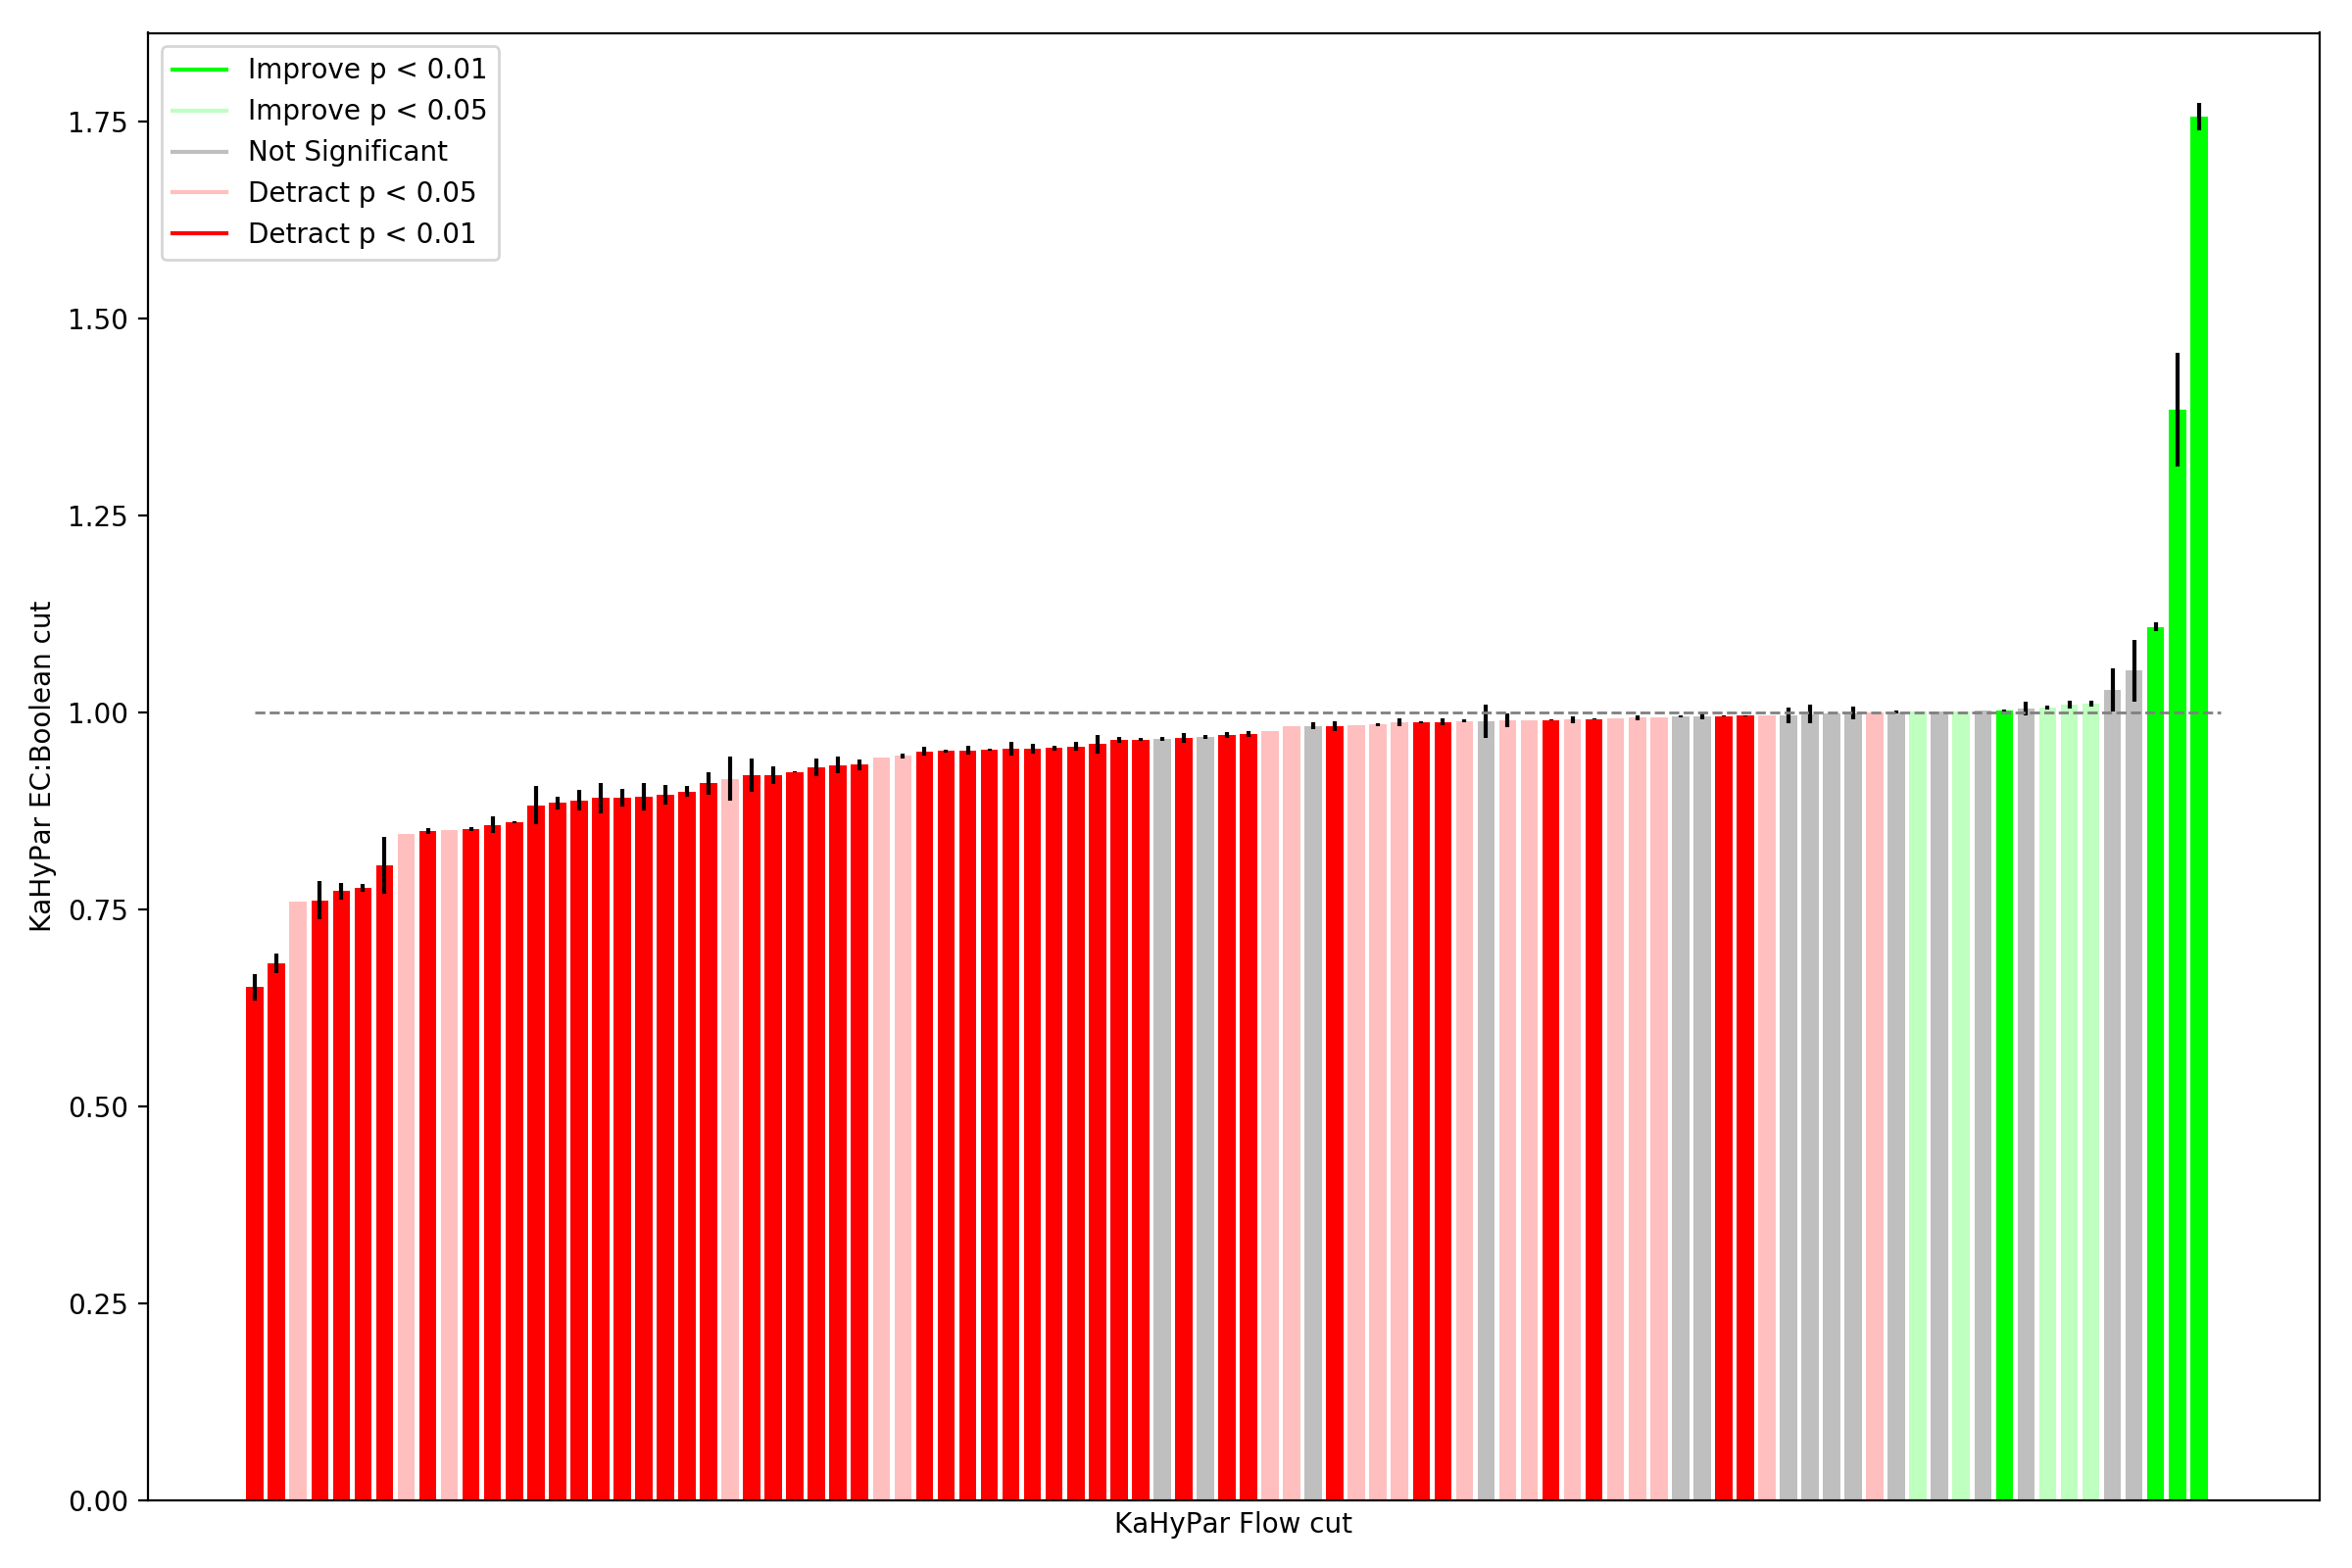 Improve p < 0.01
Improve p < 0.05
Not Significant
Detract p < 0.05
Detract p < 0.01
1.75
1.50
1.25
1.00
0.75
0.50
0.25
0.00
KaHyPar EC:Boolean cut
KaHyPar Flow cut